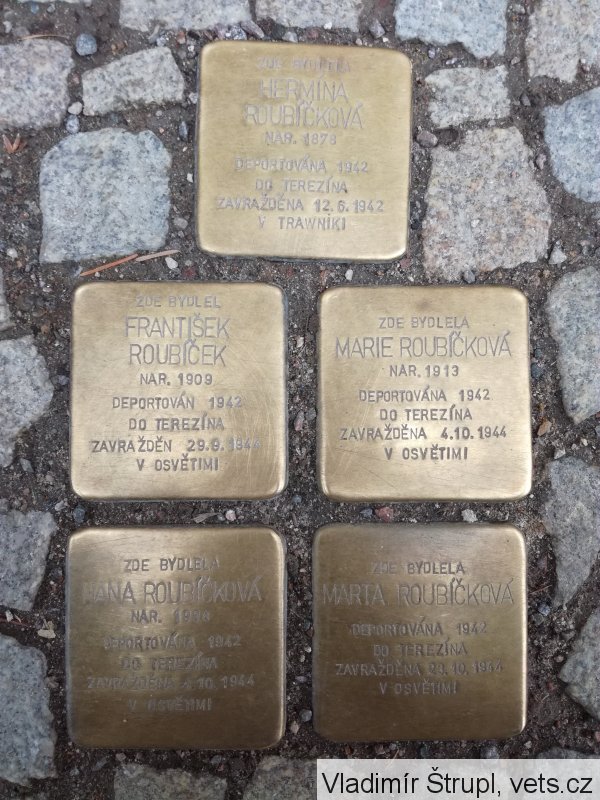 ZDE BYDLELA
HERMÍNA
ROUBÍČKOVÁ
NAR. 1878
DEPORTOVÁNA 1942
DO TEREZÍNA
ZAVRAŽDĚNA 12.6.1942
V TRAWNIKI
ZDE BYDLEL
FRANTIŠEK
ROUBÍČEK
NAR. 1909
DEPORTOVÁN 1942
DO TEREZÍNA
ZAVRAŽDĚN 29.9.1944
V OSVĚTIMI
ZDE BYDLELA
MARIE ROUBÍČKOVÁ
NAR. 1913
DEPORTOVÁNA 1942
DO TEREZÍNA
ZAVRAŽDĚNA 4.10.1944
V OSVĚTIMI
ZDE BYDLELA
HANA ROUBÍČKOVÁ
NAR.
DEPORTOVÁNA 1942
DO TEREZÍNA
ZAVRAŽDĚNA 4.10.1944
V OSVĚTIMI
ZDE BYDLELA
MARTA ROUBÍČKOVÁ
DEPORTOVÁNA 1942
DO TEREZÍNA
ZAVRAŽDĚNA 23.10.1944
V OSVĚTIMI
Vladimír Štrupl, vets.cz